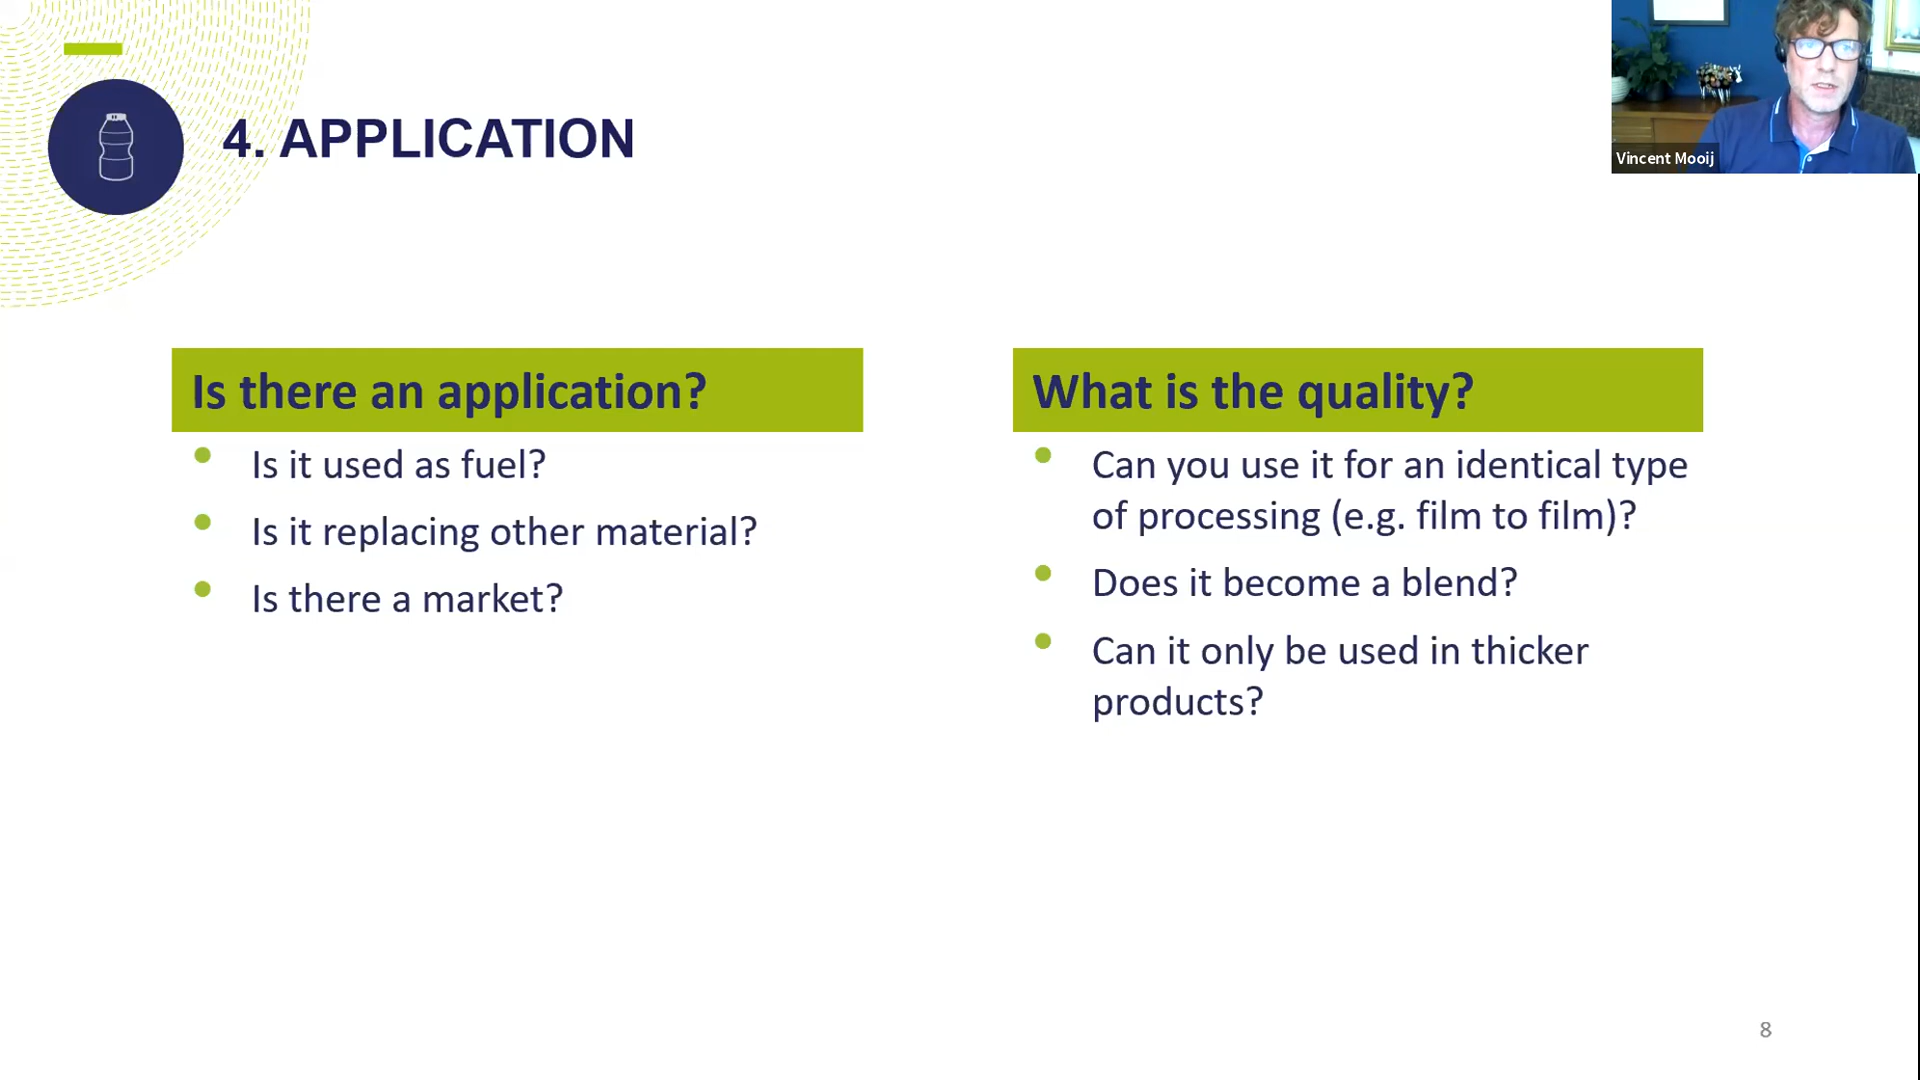 4. APPLICATION
Vincent Mooij
Is there an application?
Is it used as fuel?
Is it replacing other material?
Is there a market?
What is the quality?
Can you use it for an identical type
of processing (e.g. film to film)?
Does it become a blend?
Can it only be used in thicker
products?
8